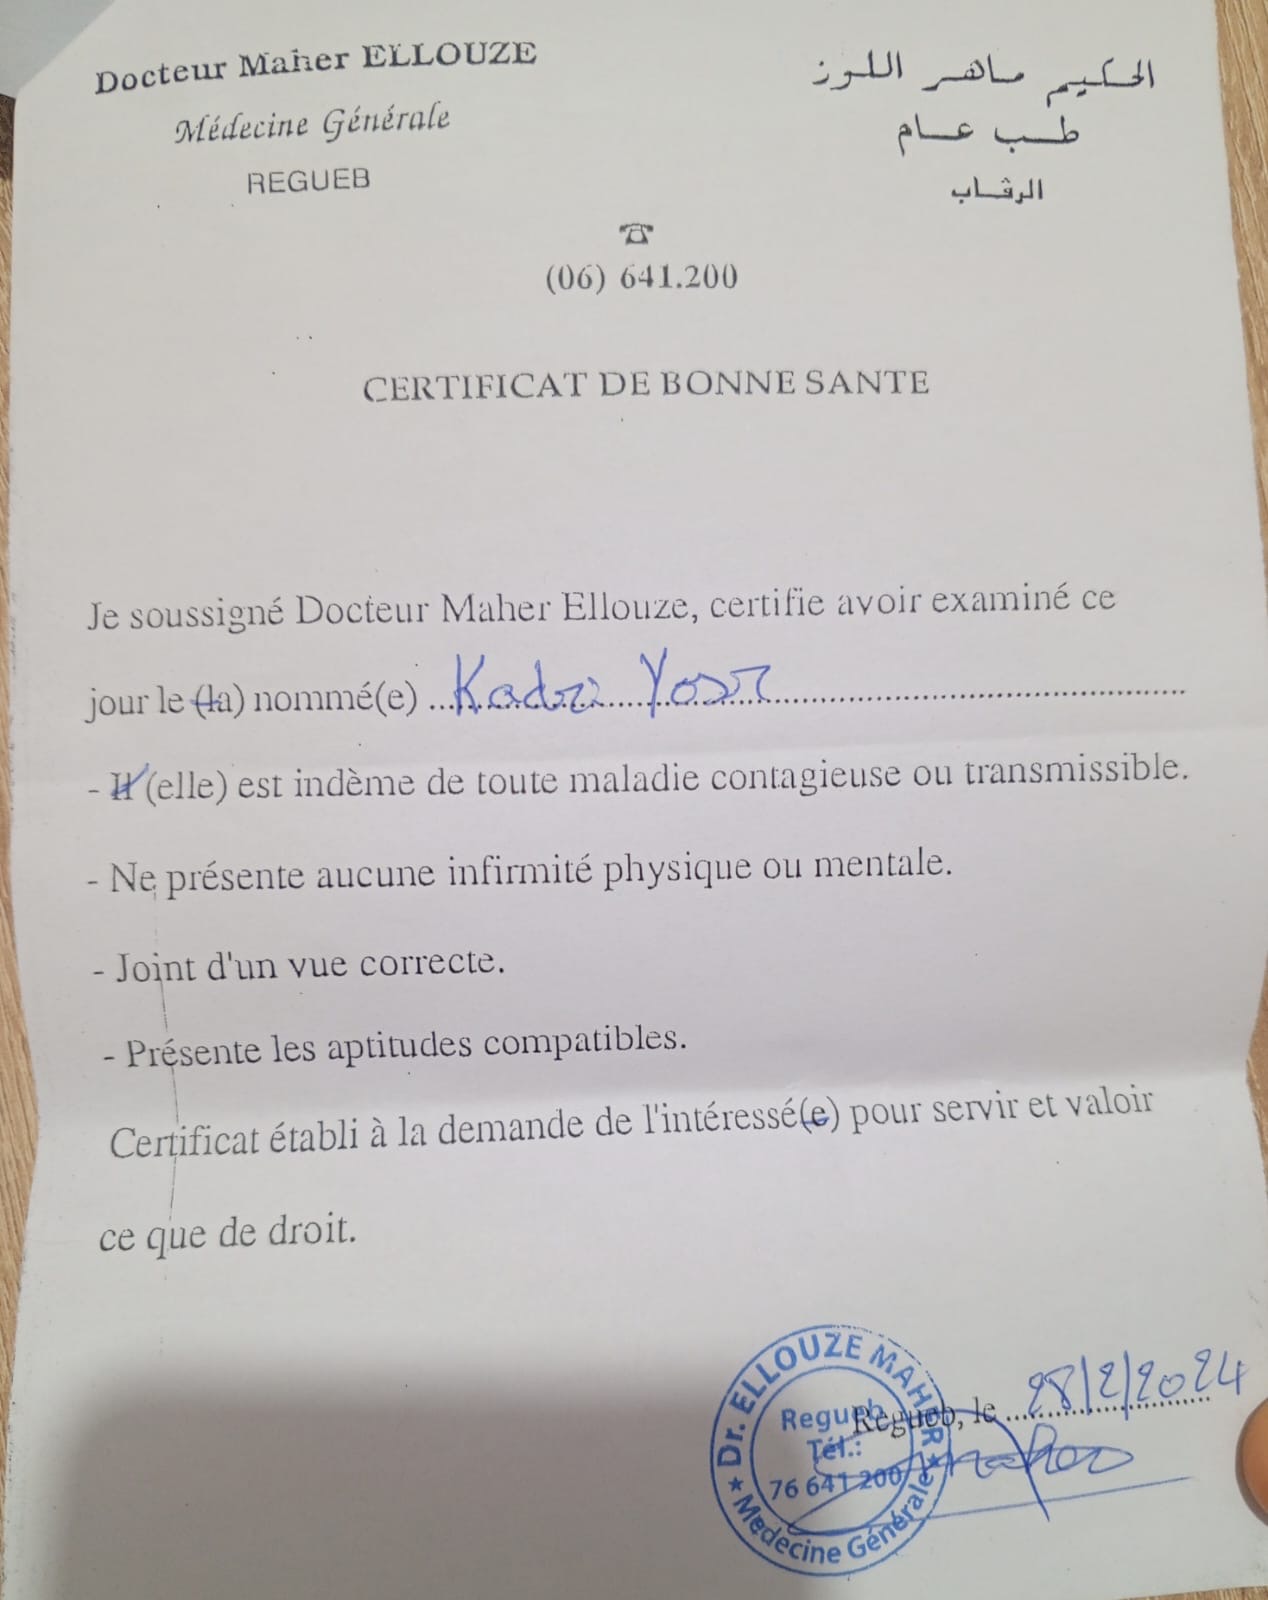 Docteur Maher ELLOUZE
Médecine Générale
REGUEB
الحكيم ماهر اللوز
طب عام
الرقاب
☎
(06) 641.200
CERTIFICAT DE BONNE SANTE
Je soussigné Docteur Maher Ellouze, certifie avoir examiné ce
jour le (la) nommé(e) ... Kadri Yosr ...
- Il (elle) est indème de toute maladie contagieuse ou transmissible.
- Ne présente aucune infirmité physique ou mentale.
- Joint d'un vue correcte.
- Présente les aptitudes compatibles.
Certificat établi à la demande de l'intéressé(e) pour servir et valoir
ce que de droit.
Regueb, le 28/2/2024
Dr. ELLOUZE MAHER
Regueb
Tél.:
76 641 200
★ Medecine Générale ★